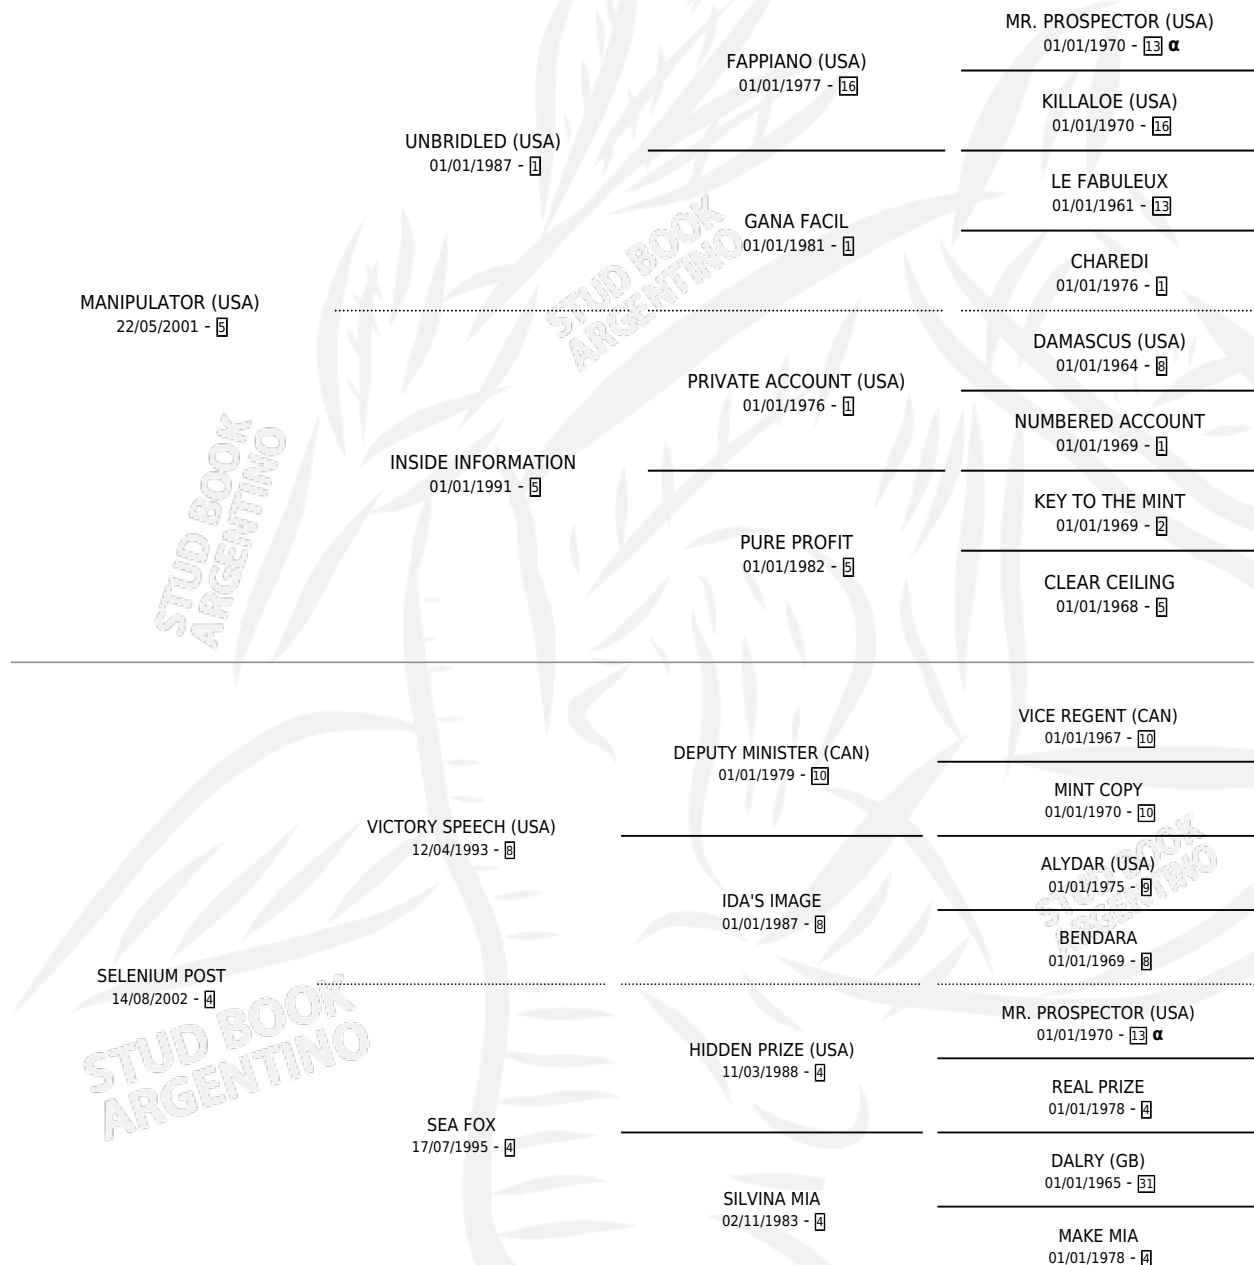 MR. PROSPECTOR (USA)
01/01/1970 - 13 α
FAPPIANO (USA)
01/01/1977 - 16
KILLALOE (USA)
01/01/1970 - 16
UNBRIDLED (USA)
01/01/1987 - 1
LE FABULEUX
01/01/1961 - 13
GANA FACIL
01/01/1981 - 1
CHAREDI
01/01/1976 - 1
MANIPULATOR (USA)
22/05/2001 - 5
DAMASCUS (USA)
01/01/1964 - 8
PRIVATE ACCOUNT (USA)
01/01/1976 - 1
NUMBERED ACCOUNT
01/01/1969 - 1
INSIDE INFORMATION
01/01/1991 - 5
KEY TO THE MINT
01/01/1969 - 2
PURE PROFIT
01/01/1982 - 5
CLEAR CEILING
01/01/1968 - 5
VICE REGENT (CAN)
01/01/1967 - 10
DEPUTY MINISTER (CAN)
01/01/1979 - 10
MINT COPY
01/01/1970 - 10
VICTORY SPEECH (USA)
12/04/1993 - 8
ALYDAR (USA)
01/01/1975 - 9
IDA'S IMAGE
01/01/1987 - 8
BENDARA
01/01/1969 - 8
SELENIUM POST
14/08/2002 - 4
MR. PROSPECTOR (USA)
01/01/1970 - 13 α
HIDDEN PRIZE (USA)
11/03/1988 - 4
REAL PRIZE
01/01/1978 - 4
SEA FOX
17/07/1995 - 4
DALRY (GB)
01/01/1965 - 31
SILVINA MIA
02/11/1983 - 4
MAKE MIA
01/01/1978 - 4
STUD BOOK
ARGENTINO
STUD BOOK
ARGENTINO
STUD BOOK
ARGENTINO
STUD BOOK
ARGENTINO